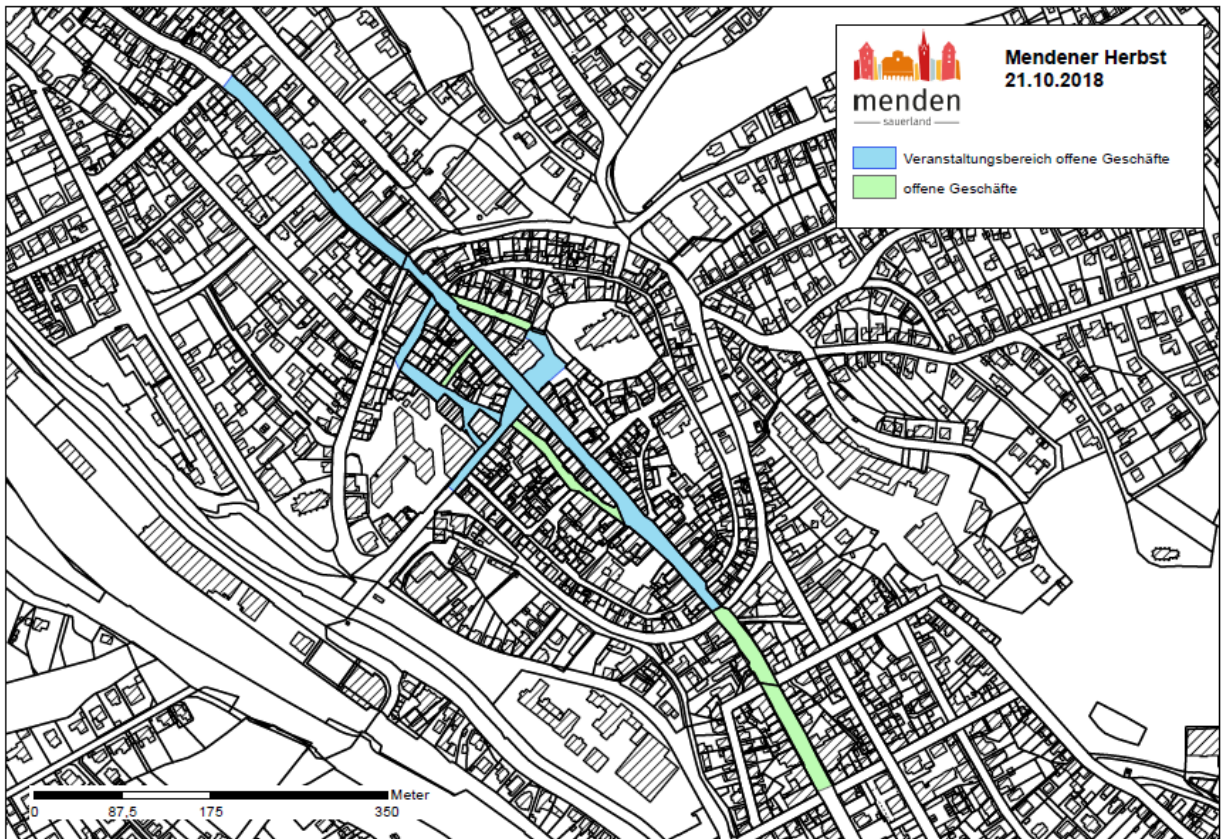 Mendener Herbst
21.10.2018
menden
sauerland
Veranstaltungsbereich offene Geschäfte
offene Geschäfte
Meter
0 87,5 175 350